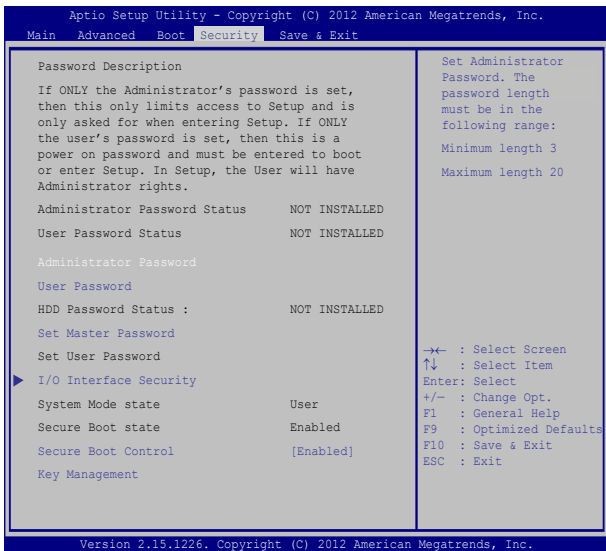 Aptio Setup Utility - Copyright (C) 2012 American Megatrends, Inc.
Main Advanced Boot Security Save & Exit
Password Description
If ONLY the Administrator's password is set,
then this only limits access to Setup and is
only asked for when entering Setup. If ONLY
the user's password is set, then this is a
power on password and must be entered to boot
or enter Setup. In Setup, the User will have
Administrator rights.
Administrator Password Status NOT INSTALLED
User Password Status NOT INSTALLED
Administrator Password
User Password
HDD Password Status : NOT INSTALLED
Set Master Password
Set User Password
I/O Interface Security
System Mode state User
Secure Boot state Enabled
Secure Boot Control [Enabled]
Key Management
Set Administrator
Password. The
password length
must be in the
following range:
Minimum length 3
Maximum length 20
→← : Select Screen
↑↓ : Select Item
Enter: Select
+/— : Change Opt.
F1 : General Help
F9 : Optimized Defaults
F10 : Save & Exit
ESC : Exit
Version 2.15.1226. Copyright (C) 2012 American Megatrends, Inc.